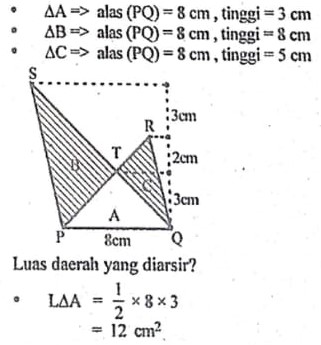 • ΔA => alas (PQ) = 8 cm , tinggi = 3 cm
• ΔB => alas (PQ) = 8 cm , tinggi = 8 cm
• ΔC => alas (PQ) = 8 cm , tinggi = 5 cm
S
3cm
R
T
2cm
B
C
3cm
A
P
Q
8cm
Luas daerah yang diarsir?
• LΔA = 1/2 × 8 × 3
= 12 cm²